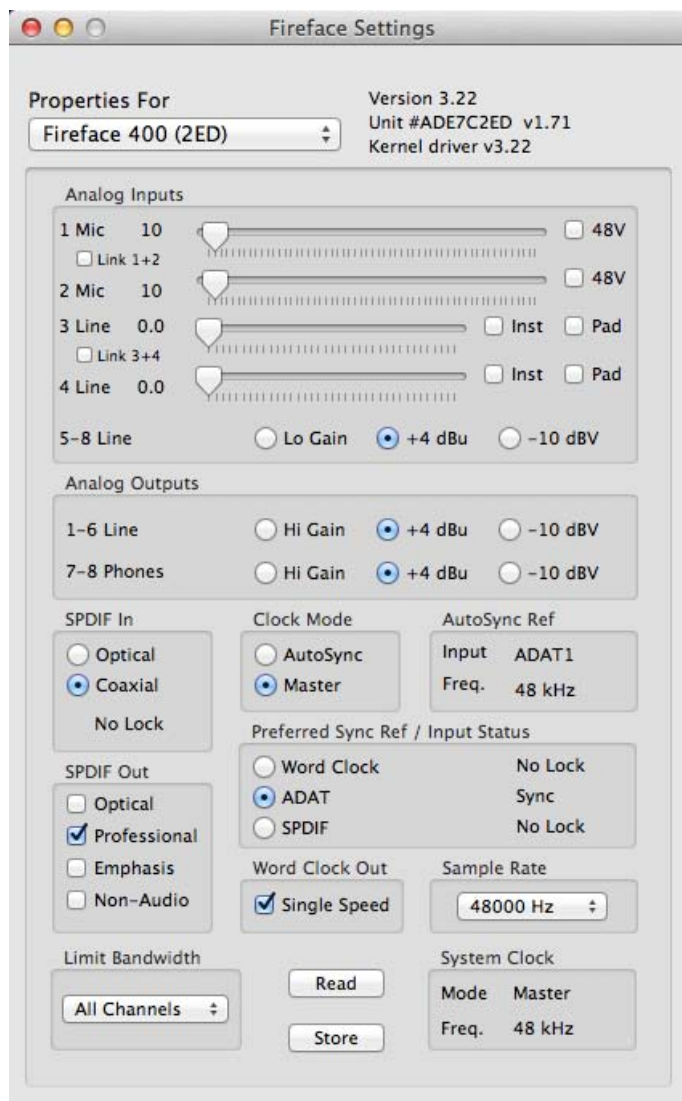 Fireface Settings
Properties For
Fireface 400 (2ED)
Version 3.22
Unit #ADE7C2ED v1.71
Kernel driver v3.22
Analog Inputs
1 Mic 10 48V
Link 1+2
2 Mic 10 48V
3 Line 0.0 Inst Pad
Link 3+4
4 Line 0.0 Inst Pad
5-8 Line Lo Gain +4 dBu -10 dBV
Analog Outputs
1-6 Line Hi Gain +4 dBu -10 dBV
7-8 Phones Hi Gain +4 dBu -10 dBV
SPDIF In
Optical
Coaxial
No Lock
Clock Mode
AutoSync
Master
AutoSync Ref
Input ADAT1
Freq. 48 kHz
Preferred Sync Ref / Input Status
Word Clock No Lock
ADAT Sync
SPDIF No Lock
SPDIF Out
Optical
Professional
Emphasis
Non-Audio
Word Clock Out
Single Speed
Sample Rate
48000 Hz
Limit Bandwidth
All Channels
Read
Store
System Clock
Mode Master
Freq. 48 kHz